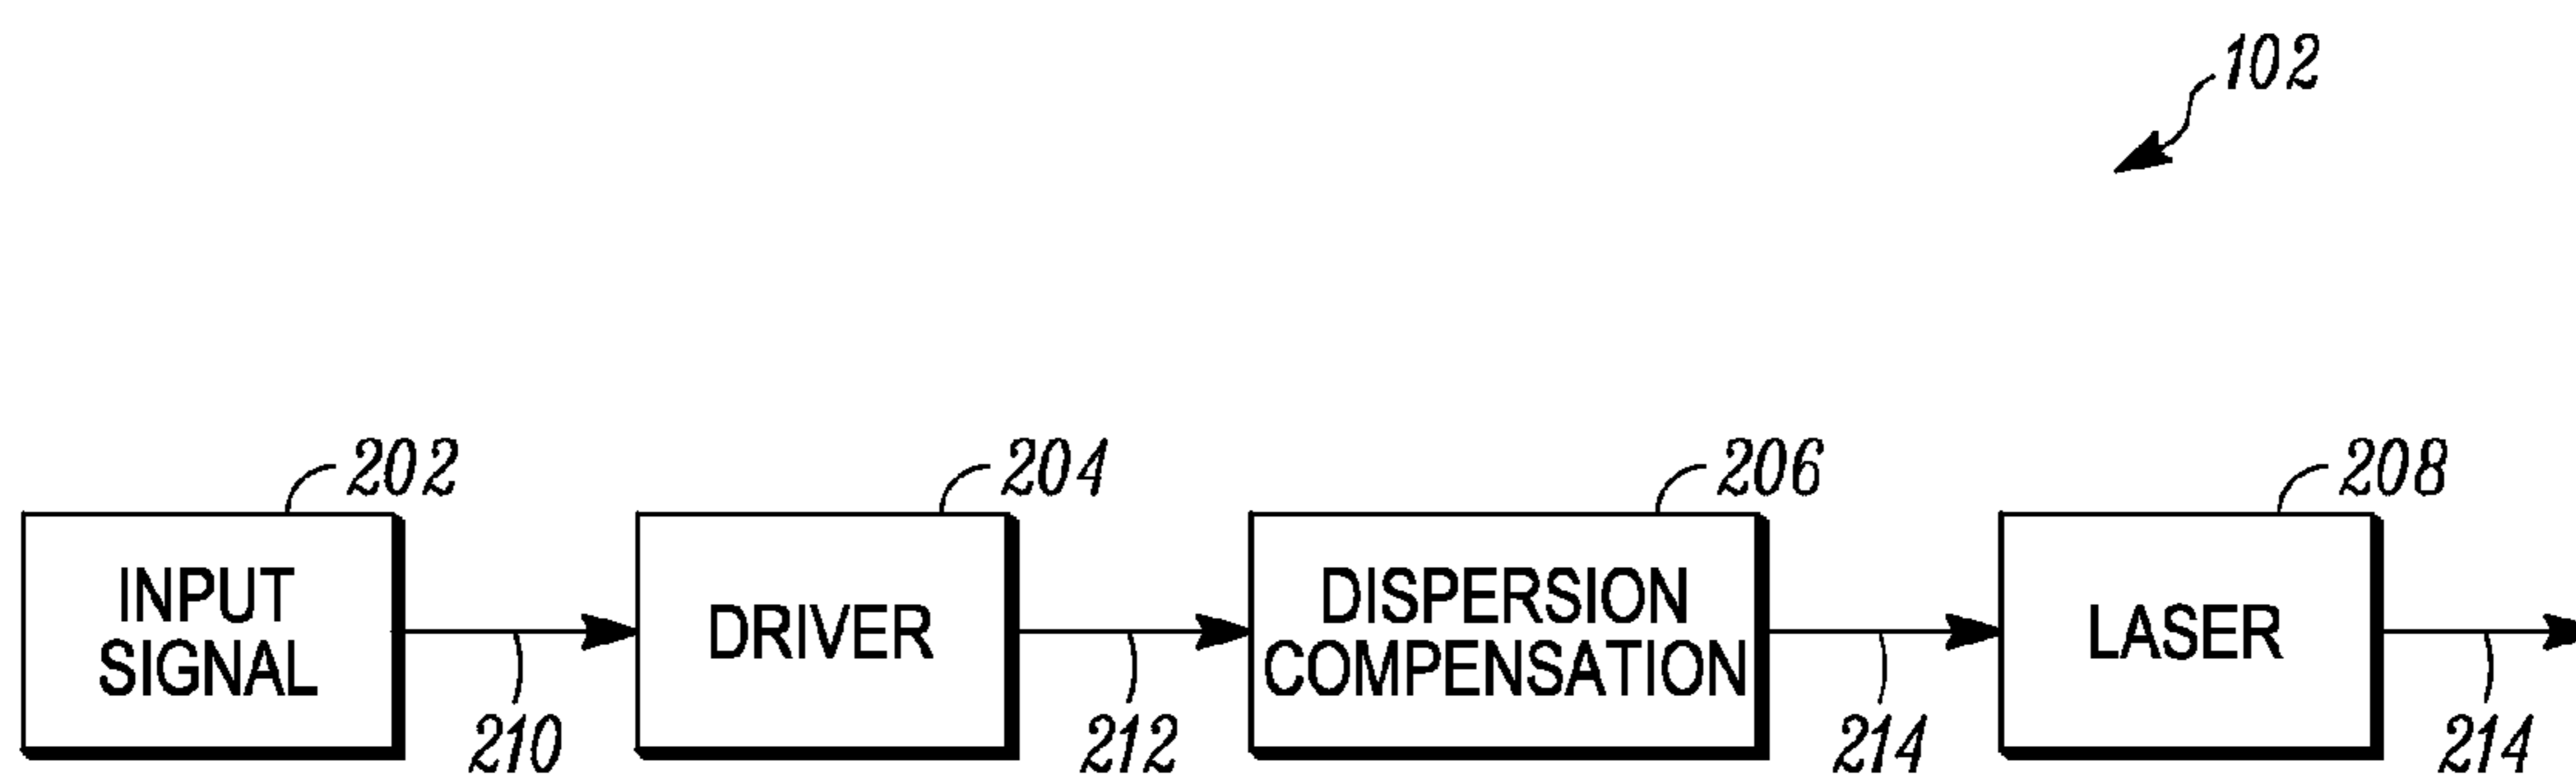 102
202
204
206
208
INPUT
SIGNAL
DRIVER
DISPERSION
COMPENSATION
LASER
210
212
214
214